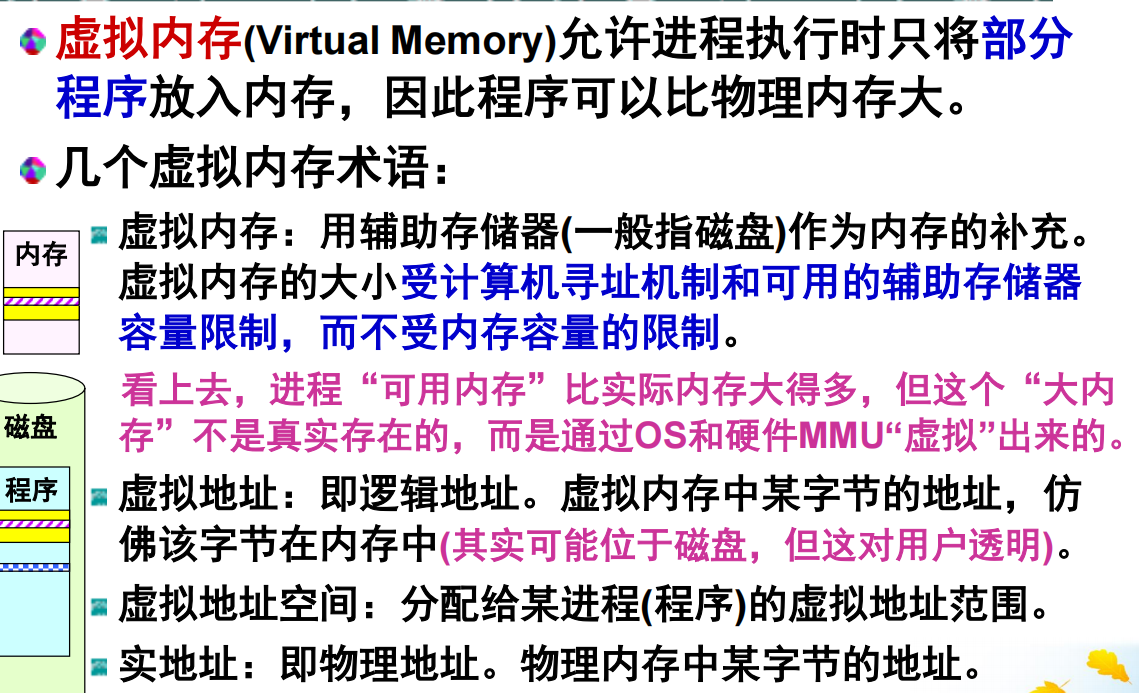 虚拟内存(Virtual Memory)允许进程执行时只将部分
程序放入内存，因此程序可以比物理内存大。
几个虚拟内存术语：
虚拟内存：用辅助存储器(一般指磁盘)作为内存的补充。
虚拟内存的大小受计算机寻址机制和可用的辅助存储器
容量限制，而不受内存容量的限制。
看上去，进程“可用内存”比实际内存大得多，但这个“大内
存”不是真实存在的，而是通过OS和硬件MMU“虚拟”出来的。
虚拟地址：即逻辑地址。虚拟内存中某字节的地址，仿
佛该字节在内存中(其实可能位于磁盘，但这对用户透明)。
虚拟地址空间：分配给某进程(程序)的虚拟地址范围。
实地址：即物理地址。物理内存中某字节的地址。
内存
磁盘
程序